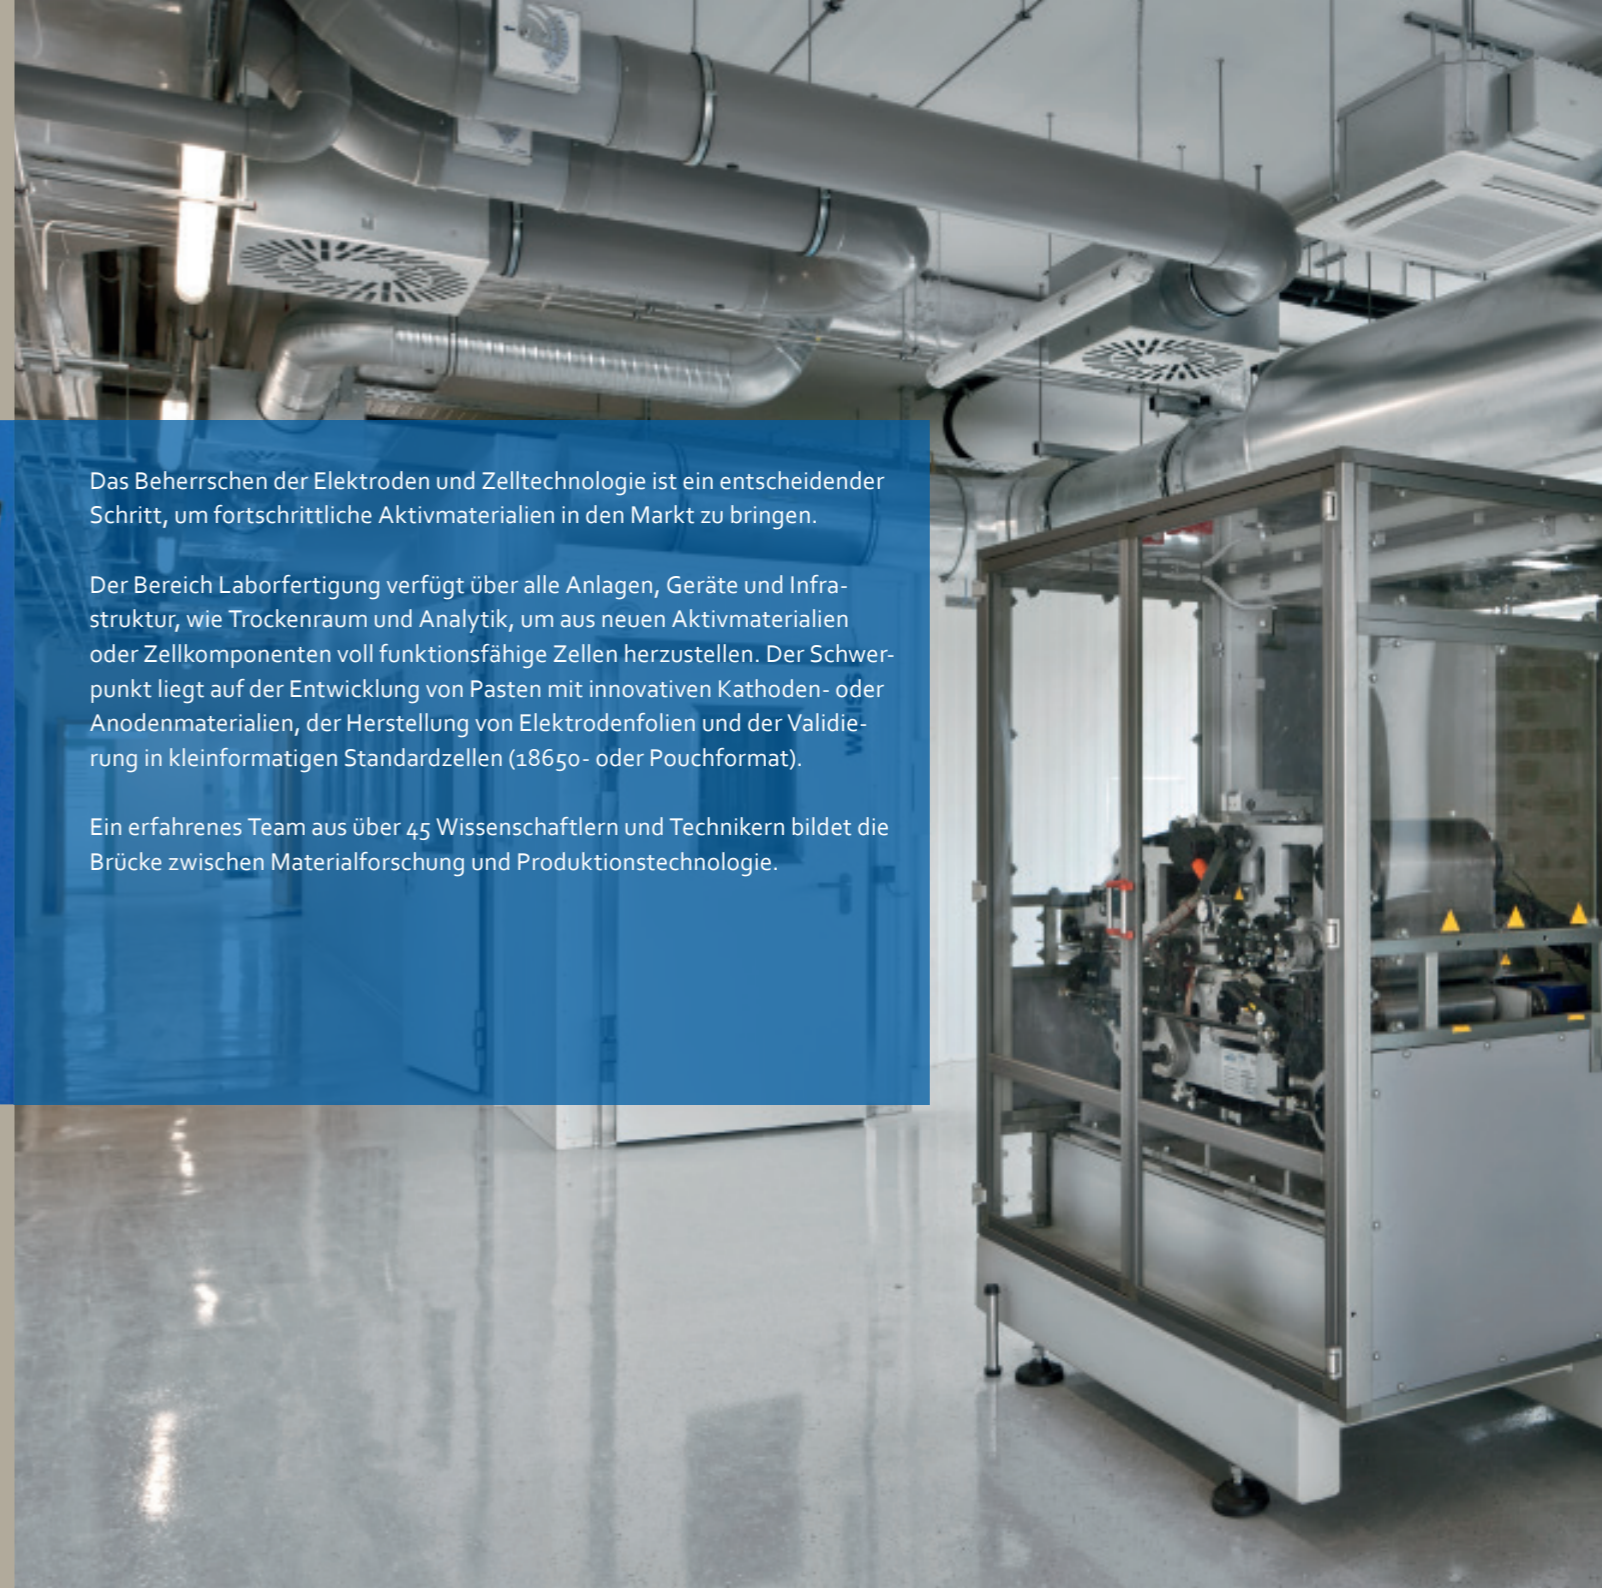 Das Beherrschen der Elektroden und Zelltechnologie ist ein entscheidender
Schritt, um fortschrittliche Aktivmaterialien in den Markt zu bringen.
Der Bereich Laborfertigung verfügt über alle Anlagen, Geräte und Infra-
struktur, wie Trockenraum und Analytik, um aus neuen Aktivmaterialien
oder Zellkomponenten voll funktionsfähige Zellen herzustellen. Der Schwer-
punkt liegt auf der Entwicklung von Pasten mit innovativen Kathoden- oder
Anodenmaterialien, der Herstellung von Elektrodenfolien und der Validie-
rung in kleinformatigen Standardzellen (18650- oder Pouchformat).
Ein erfahrenes Team aus über 45 Wissenschaftlern und Technikern bildet die
Brücke zwischen Materialforschung und Produktionstechnologie.